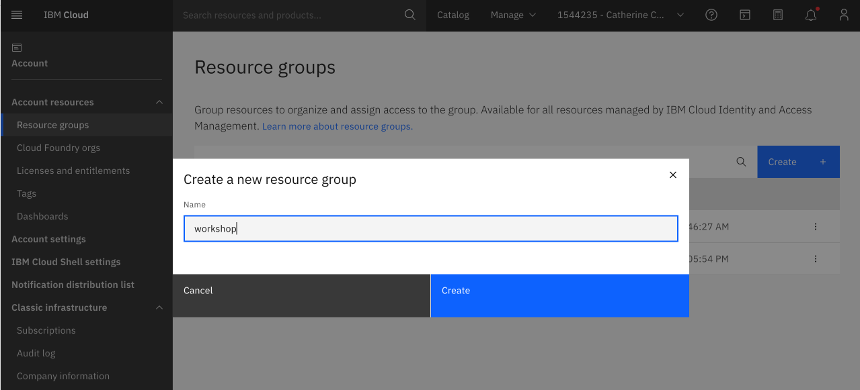 IBM Cloud
Search resources and products...
Catalog
Manage
1544235 - Catherine C...
Account
Account resources
Resource groups
Cloud Foundry orgs
Licenses and entitlements
Tags
Dashboards
Account settings
IBM Cloud Shell settings
Notification distribution list
Classic infrastructure
Subscriptions
Audit log
Company information
Resource groups
Group resources to organize and assign access to the group. Available for all resources managed by IBM Cloud Identity and Access
Management. Learn more about resource groups.
Create +
Create a new resource group
Name
workshop
Cancel
Create
46:27 AM
05:54 PM